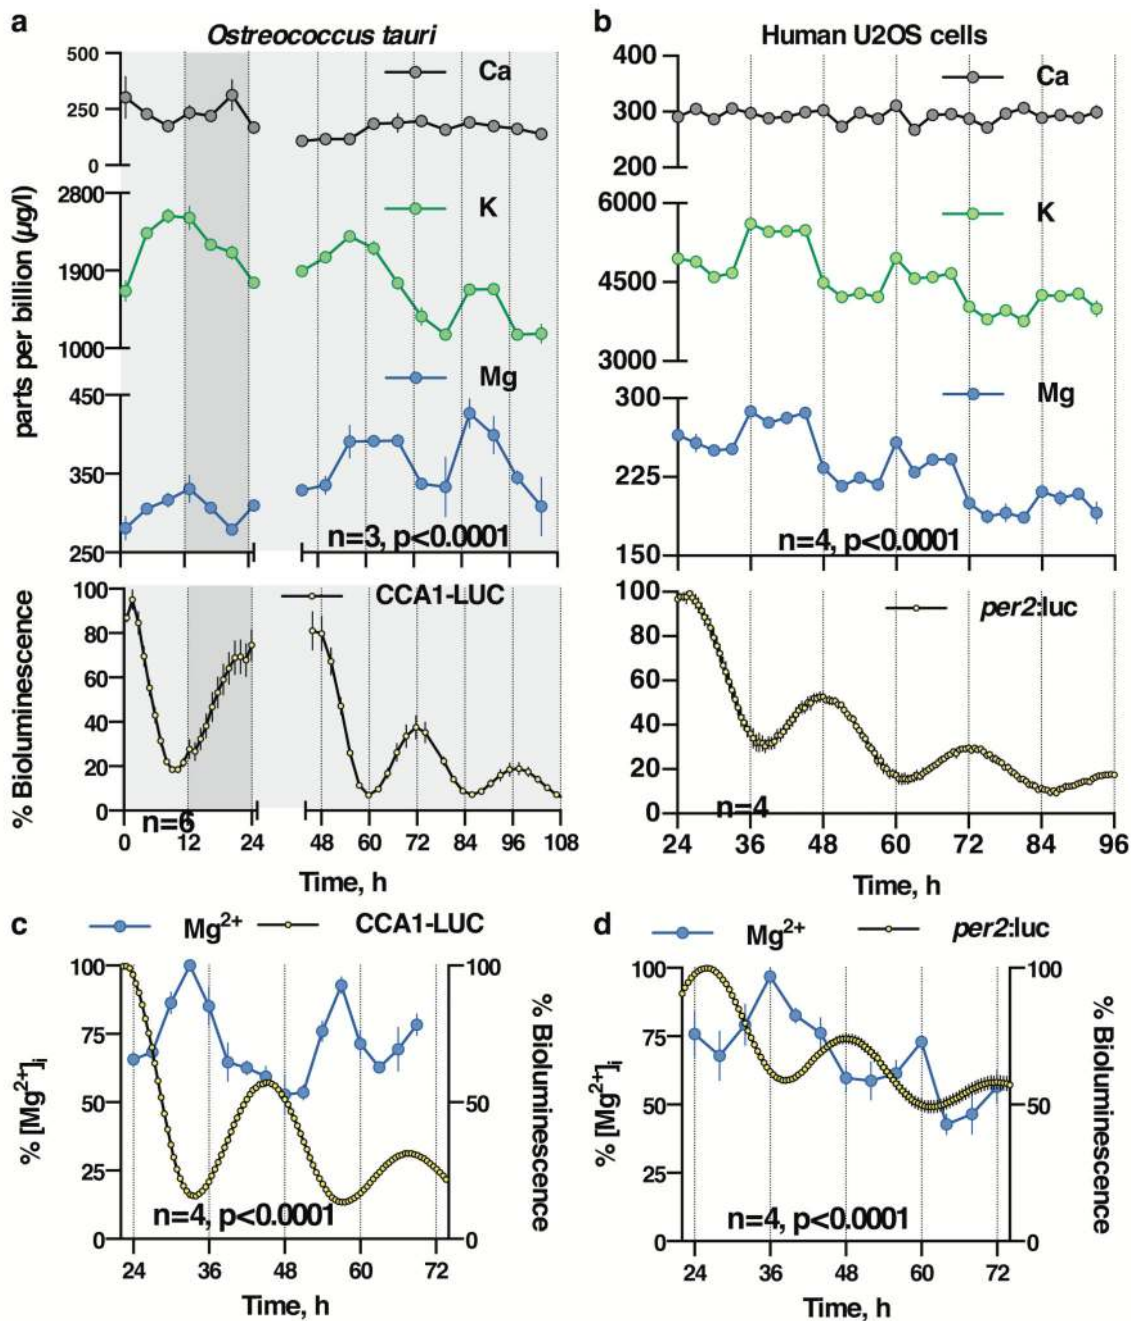 a
Ostreococcus tauri
500
250
0
Ca
2800
1900
1000
K
450
350
250
Mg
n=3, p<0.0001
parts per billion (µg/l)
100
80
60
40
20
0
CCA1-LUC
n=6
% Bioluminescence
0 12 24 48 60 72 84 96 108
Time, h
b
Human U2OS cells
400
300
200
Ca
6000
4500
3000
K
300
225
150
Mg
n=4, p<0.0001
100
80
60
40
20
0
per2:luc
n=4
24 36 48 60 72 84 96
Time, h
c
Mg2+ CCA1-LUC
100
75
50
25
0
% [Mg2+]i
100
50
0
% Bioluminescence
n=4, p<0.0001
24 36 48 60 72
Time, h
d
Mg2+ per2:luc
100
75
50
25
0
% [Mg2+]i
100
50
0
% Bioluminescence
n=4, p<0.0001
24 36 48 60 72
Time, h